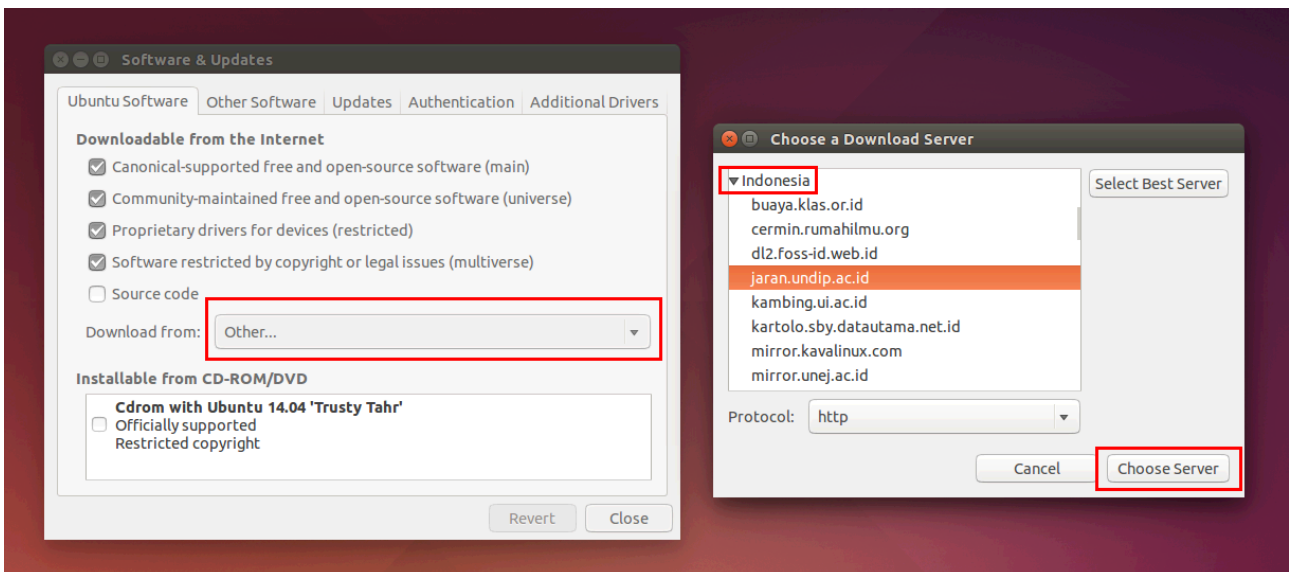 Software & Updates
Ubuntu Software Other Software Updates Authentication Additional Drivers
Downloadable from the Internet
Canonical-supported free and open-source software (main)
Community-maintained free and open-source software (universe)
Proprietary drivers for devices (restricted)
Software restricted by copyright or legal issues (multiverse)
Source code
Download from: Other...
Installable from CD-ROM/DVD
Cdrom with Ubuntu 14.04 'Trusty Tahr'
Officially supported
Restricted copyright
Revert Close
Choose a Download Server
Indonesia
Select Best Server
buaya.klas.or.id
cermin.rumahilmu.org
dl2.foss-id.web.id
jaran.undip.ac.id
kambing.ui.ac.id
kartolo.sby.datautama.net.id
mirror.kavalinux.com
mirror.unej.ac.id
Protocol: http
Cancel Choose Server